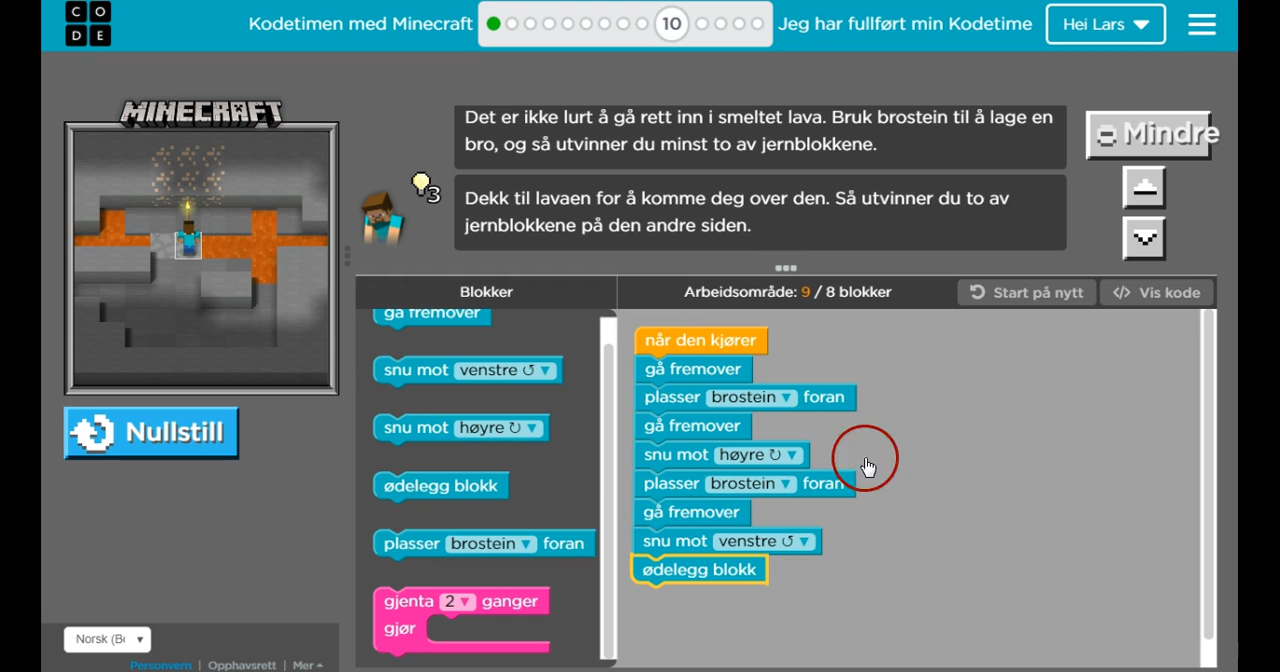 C O
D E
Kodetimen med Minecraft
10
Jeg har fullført min Kodetime
Hei Lars
MINECRAFT
Det er ikke lurt å gå rett inn i smeltet lava. Bruk brostein til å lage en
bro, og så utvinner du minst to av jernblokkene.
Mindre
3
Dekk til lavaen for å komme deg over den. Så utvinner du to av
jernblokkene på den andre siden.
Blokker
Arbeidsområde: 9 / 8 blokker
Start på nytt
</> Vis kode
gå fremover
snu mot venstre ↺
snu mot høyre ↻
ødelegg blokk
plasser brostein foran
gjenta 2 ganger
gjør
når den kjører
gå fremover
plasser brostein foran
gå fremover
snu mot høyre ↻
plasser brostein foran
gå fremover
snu mot venstre ↺
ødelegg blokk
Nullstill
Norsk (Bo
Personvern | Opphavsrett | Mer